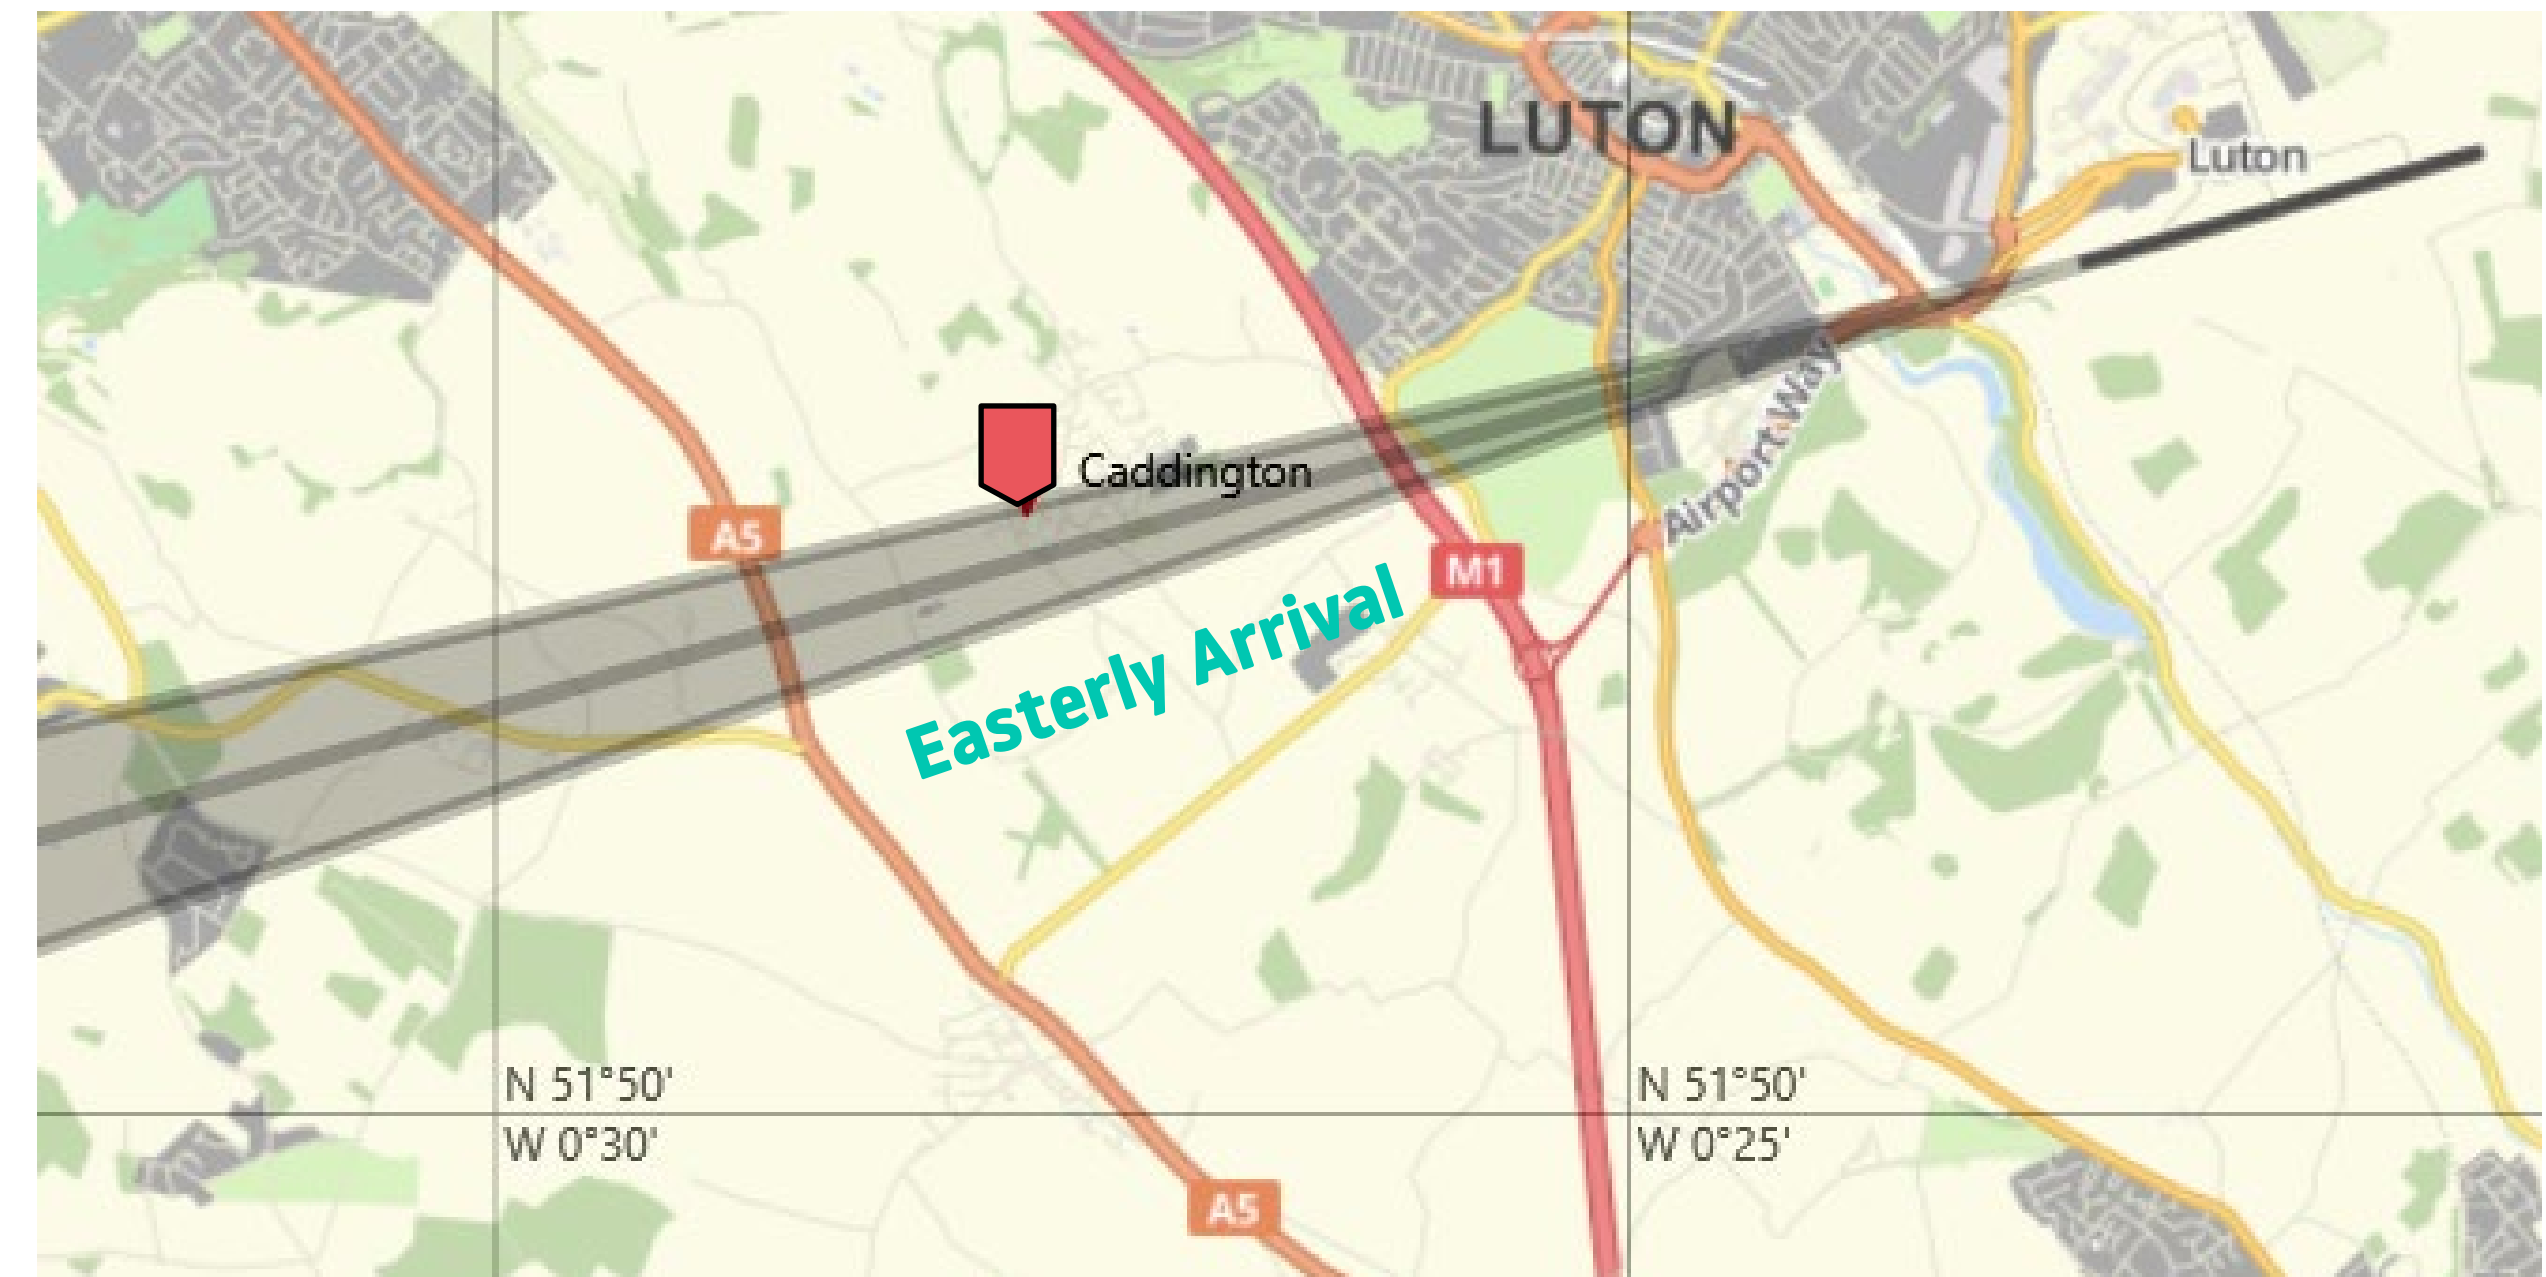 LUTON
Luton
Caddington
A5
Airport Way
M1
Easterly Arrival
N 51°50'
W 0°30'
N 51°50'
W 0°25'
A5